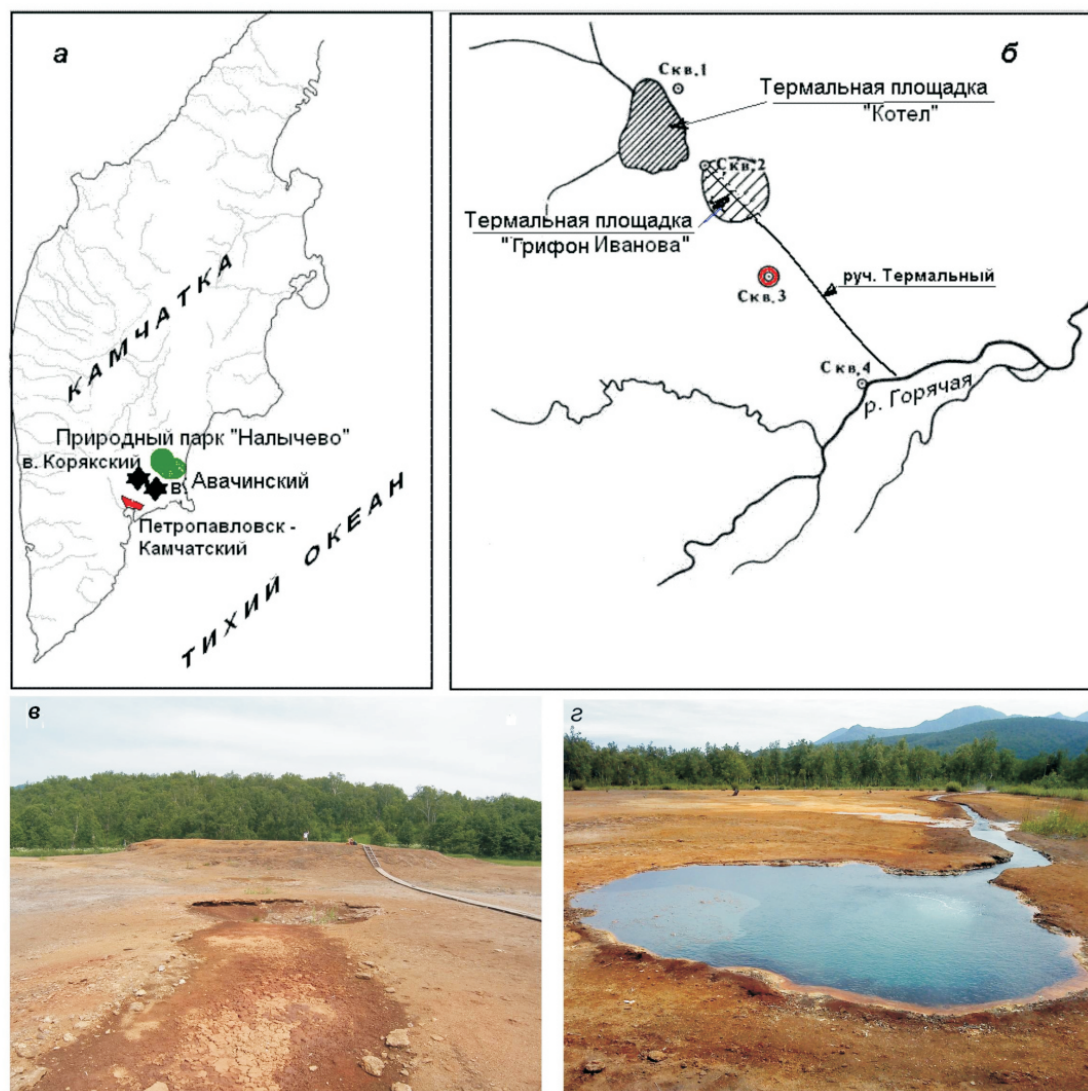 а
КАМЧАТКА
Природный парк "Налычево"
в. Корякский
в. Авачинский
Петропавловск -
Камчатский
ТИХИЙ ОКЕАН
б
Скв.1
Термальная площадка
"Котел"
Скв.2
Термальная площадка
"Грифон Иванова"
руч. Термальный
Скв.3
Скв.4
р. Горячая
в
г